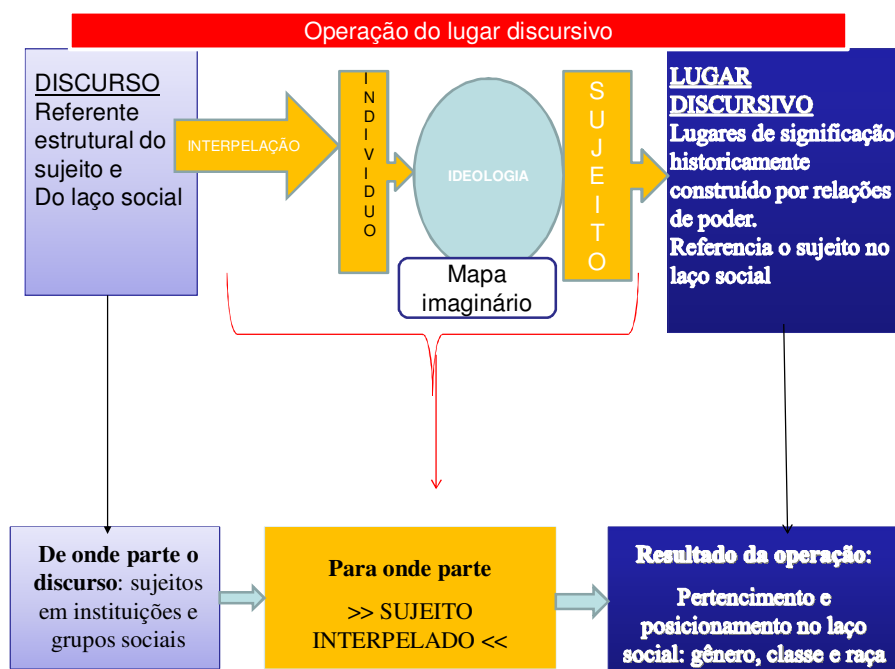 Operação do lugar discursivo
DISCURSO
Referente
estrutural do
sujeito e
Do laço social
INTERPELAÇÃO
INDIVIDUO
IDEOLOGIA
Mapa
imaginário
SUJEITO
LUGAR
DISCURSIVO
Lugares de significação
historicamente
construído por relações
de poder.
Referencia o sujeito no
laço social
De onde parte o
discurso: sujeitos
em instituições e
grupos sociais
Para onde parte
>> SUJEITO
INTERPELADO <<
Resultado da operação:
Pertencimento e
posicionamento no laço
social: gênero, classe e raça